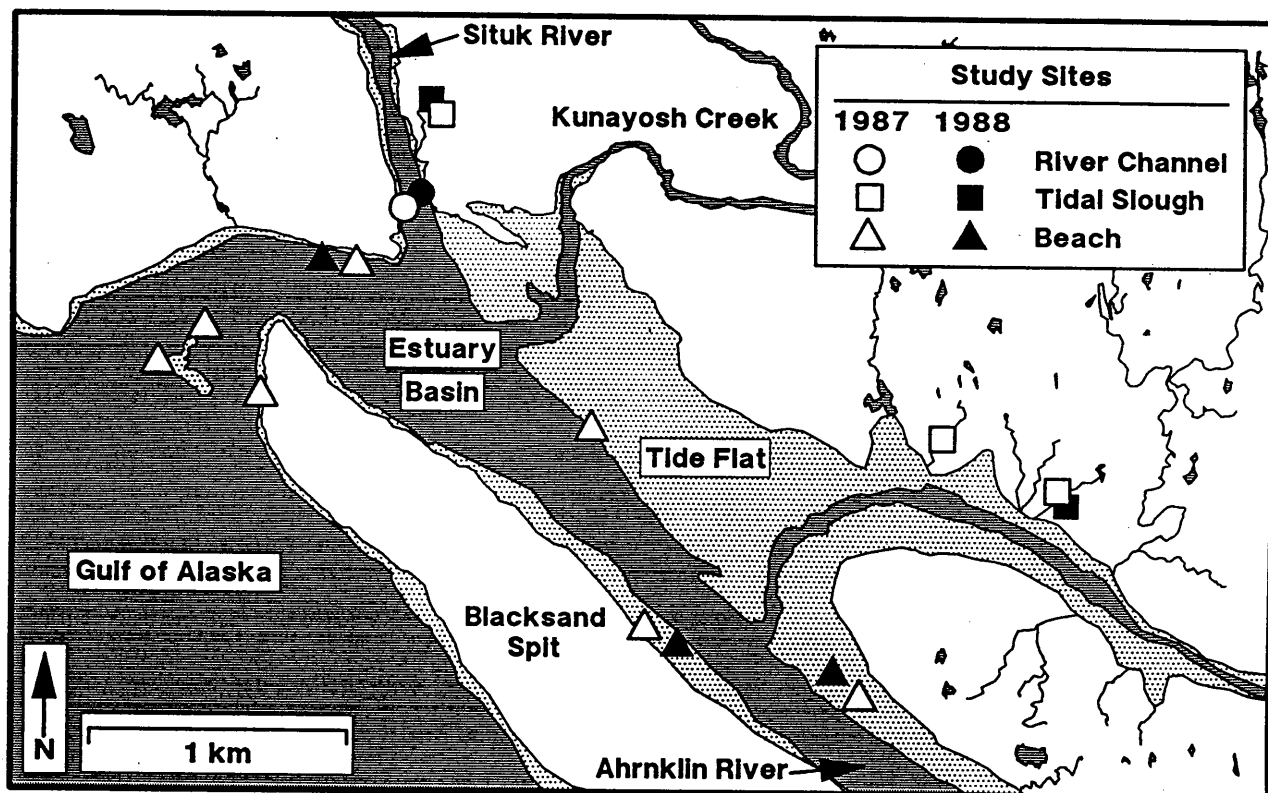 Situk River
Kunayosh Creek
Study Sites
1987 1988
River Channel
Tidal Slough
Beach
Estuary
Basin
Tide Flat
Gulf of Alaska
Blacksand
Spit
N
1 km
Ahrnklin River